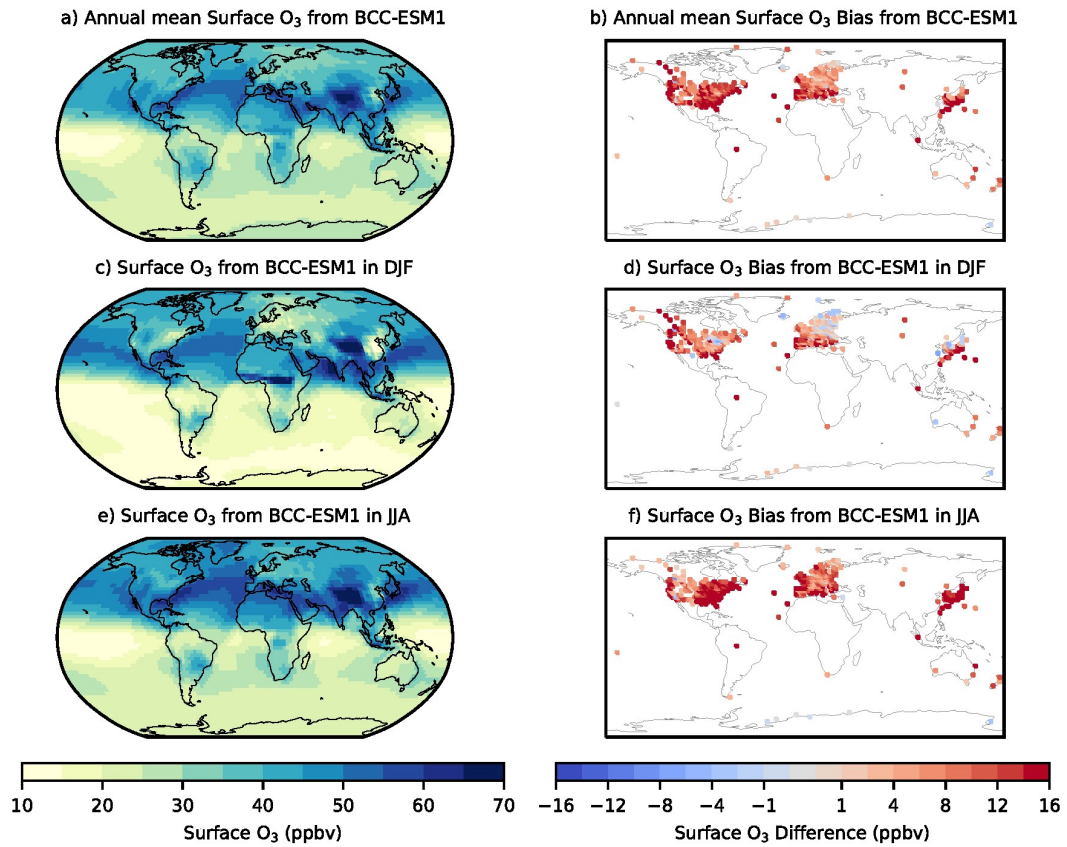 a) Annual mean Surface O₃ from BCC-ESM1
b) Annual mean Surface O₃ Bias from BCC-ESM1
c) Surface O₃ from BCC-ESM1 in DJF
d) Surface O₃ Bias from BCC-ESM1 in DJF
e) Surface O₃ from BCC-ESM1 in JJA
f) Surface O₃ Bias from BCC-ESM1 in JJA
10 20 30 40 50 60 70
Surface O₃ (ppbv)
−16 −12 −8 −4 −1 1 4 8 12 16
Surface O₃ Difference (ppbv)